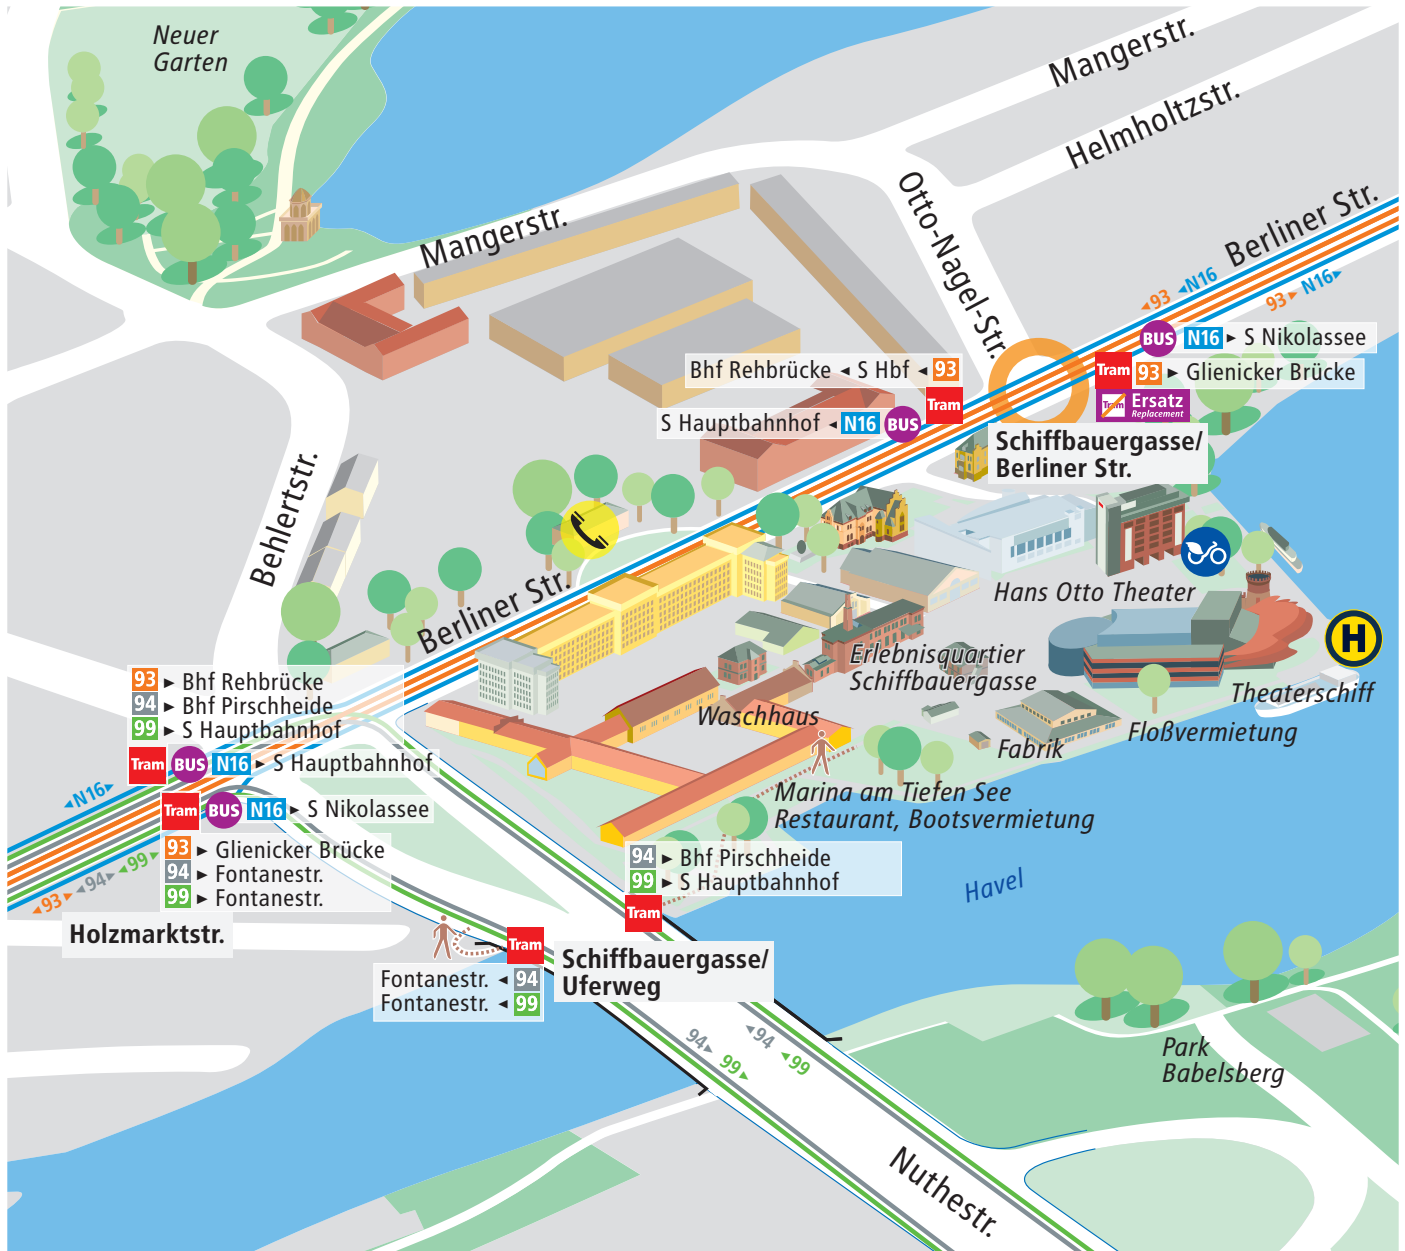 Neuer
Garten
Mangerstr.
Helmholtzstr.
Mangerstr.
Otto-Nagel-Str.
Berliner Str.
◄93 ◄N16
93► N16►
BUS N16 ► S Nikolassee
Tram 93 ► Glienicker Brücke
Tram Ersatz
Replacement
Bhf Rehbrücke ◄ S Hbf ◄ 93
Tram
S Hauptbahnhof ◄ N16 BUS
Schiffbauergasse/
Berliner Str.
Behlertstr.
Berliner Str.
Hans Otto Theater
H
Erlebnisquartier
Schiffbauergasse
Theaterschiff
Waschhaus
Fabrik
Floßvermietung
93 ► Bhf Rehbrücke
94 ► Bhf Pirschheide
99 ► S Hauptbahnhof
Tram BUS N16 ► S Hauptbahnhof
◄N16►
Tram BUS N16 ► S Nikolassee
93 ► Glienicker Brücke
94 ► Fontanestr.
99 ► Fontanestr.
◄93► ◄94► ◄99►
Holzmarktstr.
Marina am Tiefen See
Restaurant, Bootsvermietung
94 ► Bhf Pirschheide
99 ► S Hauptbahnhof
Tram
Havel
Tram
Fontanestr. ◄ 94
Fontanestr. ◄ 99
Schiffbauergasse/
Uferweg
94► ◄94
99► ◄99
Park
Babelsberg
Nuthestr.